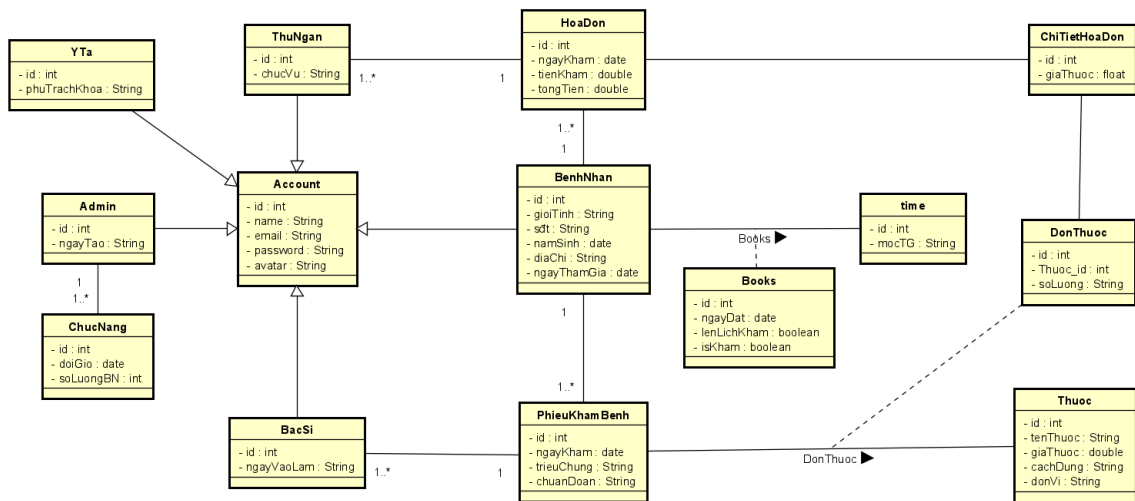 YTa
- id : int
- phuTrachKhoa : String
ThuNgan
- id : int
- chucVu : String
1..*
1
HoaDon
- id : int
- ngayKham : date
- tienKham : double
- tongTien : double
ChiTietHoaDon
- id : int
- giaThuoc : float
1..*
1
Admin
- id : int
- ngayTao : String
Account
- id : int
- name : String
- email : String
- password : String
- avatar : String
BenhNhan
- id : int
- gioiTinh : String
- sđt : String
- namSinh : date
- diaChi : String
- ngayThamGia : date
Books ▶
time
- id : int
- mocTG : String
DonThuoc
- id : int
- Thuoc_id : int
- soLuong : String
1
1..*
ChucNang
- id : int
- doiGio : date
- soLuongBN : int
Books
- id : int
- ngayDat : date
- lenLichKham : boolean
- isKham : boolean
1
1..*
BacSi
- id : int
- ngayVaoLam : String
1..*
1
PhieuKhamBenh
- id : int
- ngayKham : date
- trieuChung : String
- chuanDoan : String
DonThuoc ▶
Thuoc
- id : int
- tenThuoc : String
- giaThuoc : double
- cachDung : String
- donVi : String